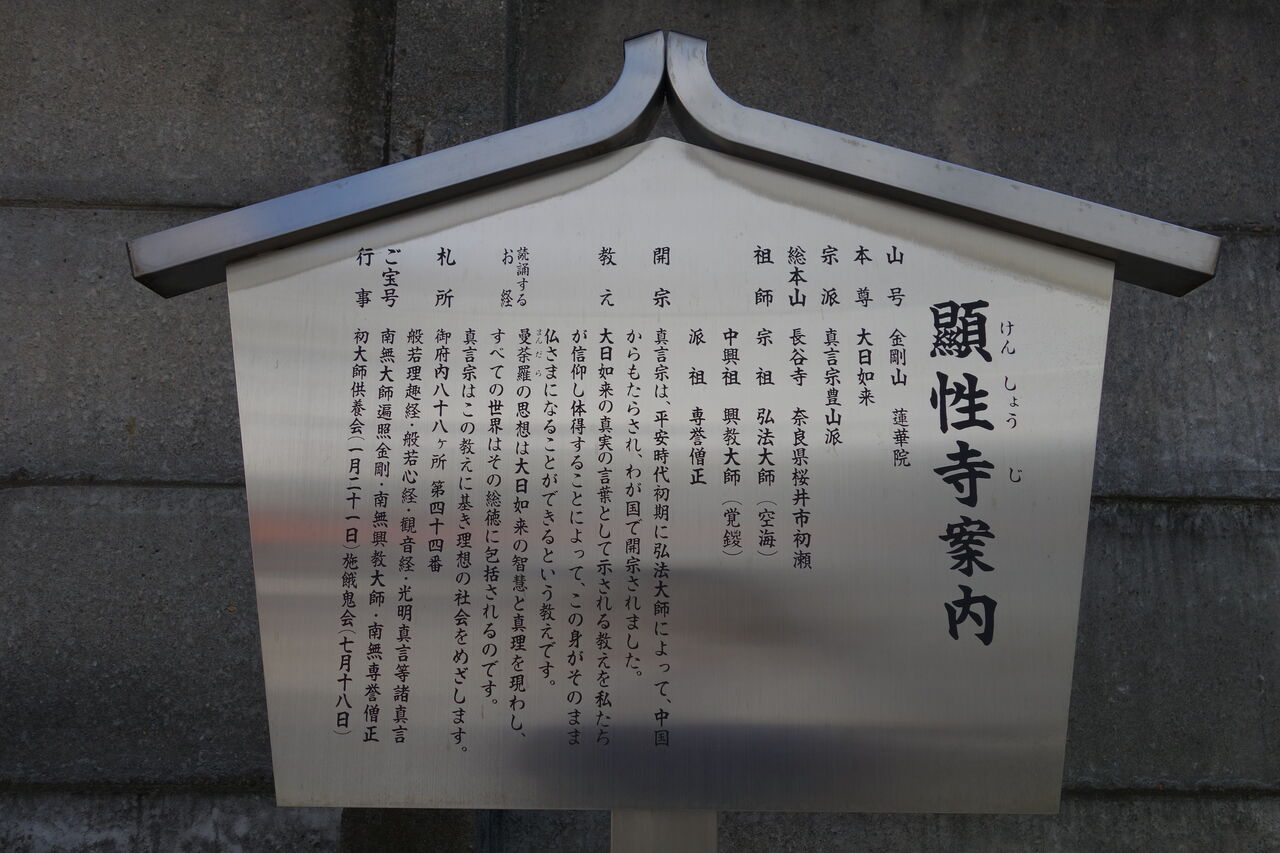 けんしょうじ
顯性寺案内
山号 金剛山 蓮華院
本尊 大日如来
宗派 真言宗豊山派
総本山 長谷寺 奈良県桜井市初瀬
祖師 宗祖 弘法大師(空海)
中興祖 興教大師(覚鑁)
派祖 専誉僧正
開宗 真言宗は、平安時代初期に弘法大師によって、中国
からもたらされ、わが国で開宗されました。
教え 大日如来の真実の言葉として示される教えを私たち
が信仰し体得することによって、この身がそのまま
仏さまになることができるという教えです。
まんだら
読誦する
お経
曼荼羅の思想は大日如来の智慧と真理を現わし、
すべての世界はその総徳に包括されるのです。
真言宗はこの教えに基き理想の社会をめざします。
札所 御府内八十八ヶ所 第四十四番
般若理趣経・般若心経・観音経・光明真言等諸真言
ご宝号 南無大師遍照金剛・南無興教大師・南無専誉僧正
行事 初大師供養会(一月二十一日)施餓鬼会(七月十八日)